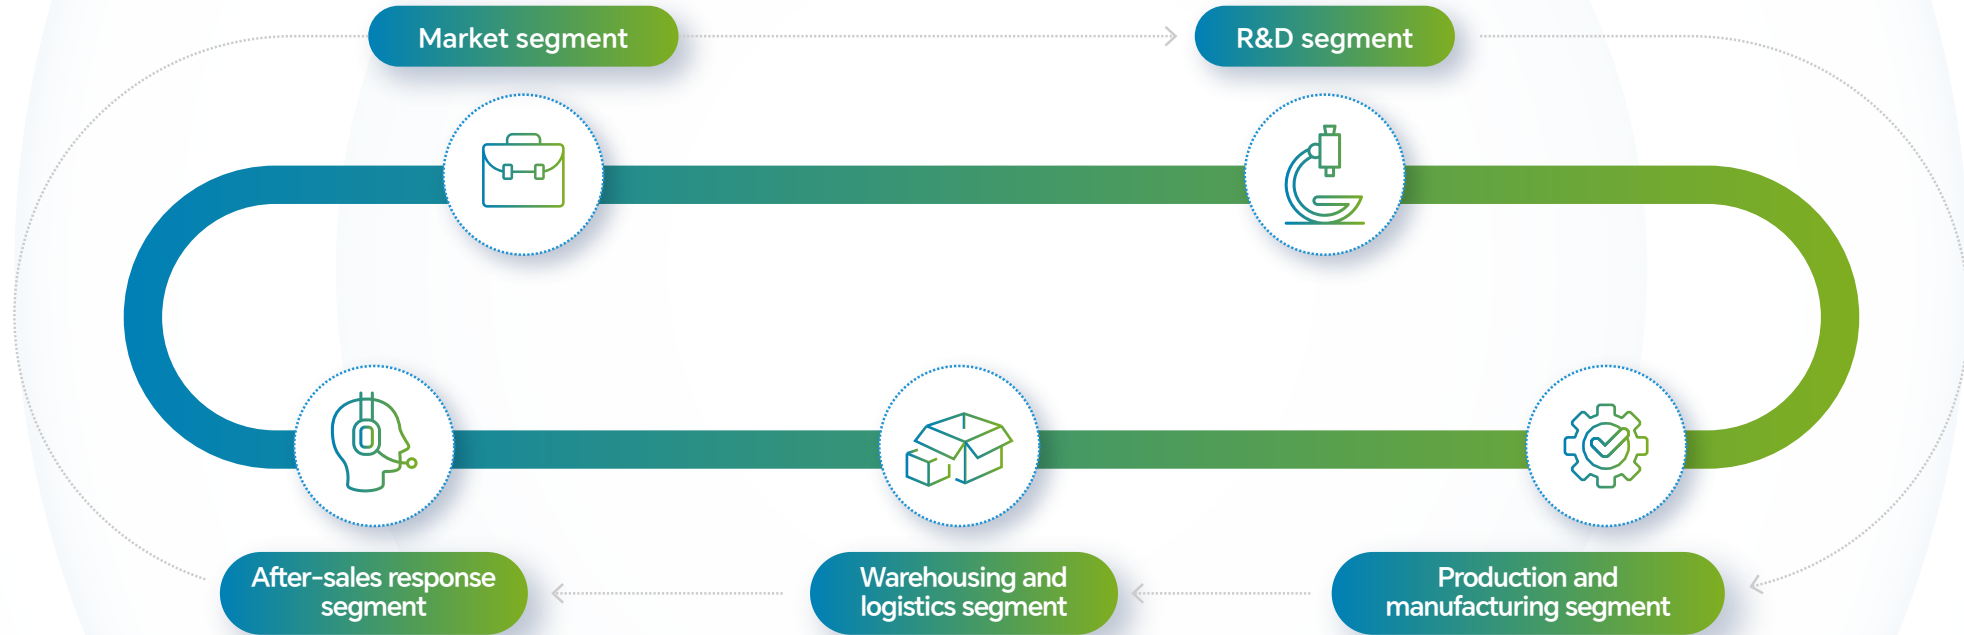 Market segment
R&D segment
After-sales response
segment
Warehousing and
logistics segment
Production and
manufacturing segment